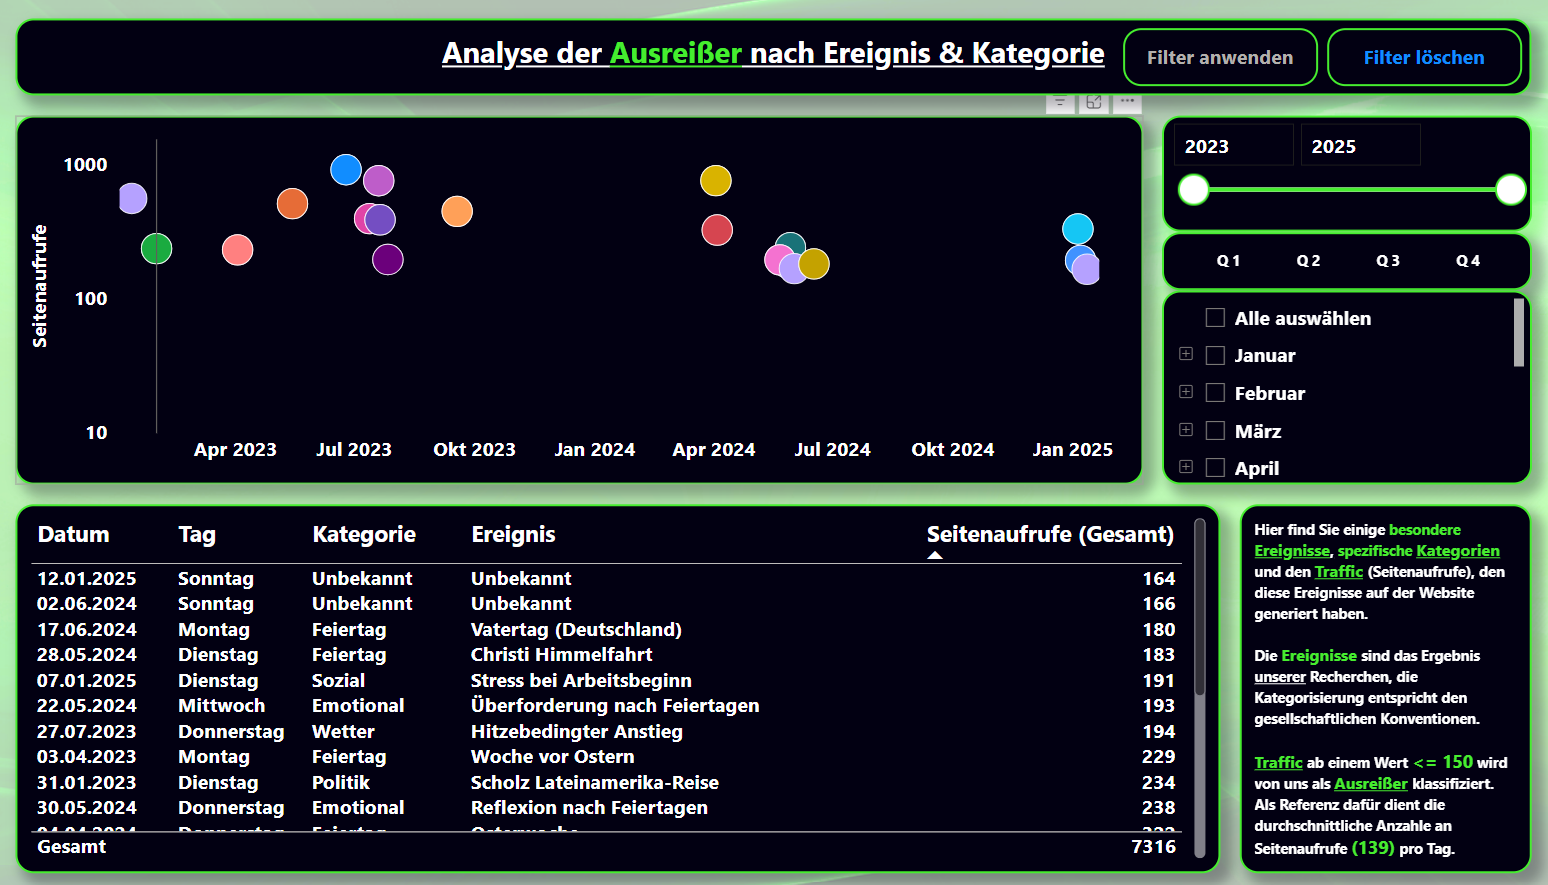 Analyse der Ausreißer nach Ereignis & Kategorie
Filter anwenden
Filter löschen
Seitenaufrufe
1000
100
10
Apr 2023 Jul 2023 Okt 2023 Jan 2024 Apr 2024 Jul 2024 Okt 2024 Jan 2025
2023 2025
Q 1 Q 2 Q 3 Q 4
Alle auswählen
Januar
Februar
März
April
Datum Tag Kategorie Ereignis Seitenaufrufe (Gesamt)
12.01.2025 Sonntag Unbekannt Unbekannt 164
02.06.2024 Sonntag Unbekannt Unbekannt 166
17.06.2024 Montag Feiertag Vatertag (Deutschland) 180
28.05.2024 Dienstag Feiertag Christi Himmelfahrt 183
07.01.2025 Dienstag Sozial Stress bei Arbeitsbeginn 191
22.05.2024 Mittwoch Emotional Überforderung nach Feiertagen 193
27.07.2023 Donnerstag Wetter Hitzebedingter Anstieg 194
03.04.2023 Montag Feiertag Woche vor Ostern 229
31.01.2023 Dienstag Politik Scholz Lateinamerika-Reise 234
30.05.2024 Donnerstag Emotional Reflexion nach Feiertagen 238
Gesamt 7316
Hier find Sie einige besondere
Ereignisse, spezifische Kategorien
und den Traffic (Seitenaufrufe), den
diese Ereignisse auf der Website
generiert haben.
Die Ereignisse sind das Ergebnis
unserer Recherchen, die
Kategorisierung entspricht den
gesellschaftlichen Konventionen.
Traffic ab einem Wert <= 150 wird
von uns als Ausreißer klassifiziert.
Als Referenz dafür dient die
durchschnittliche Anzahle an
Seitenaufrufe (139) pro Tag.